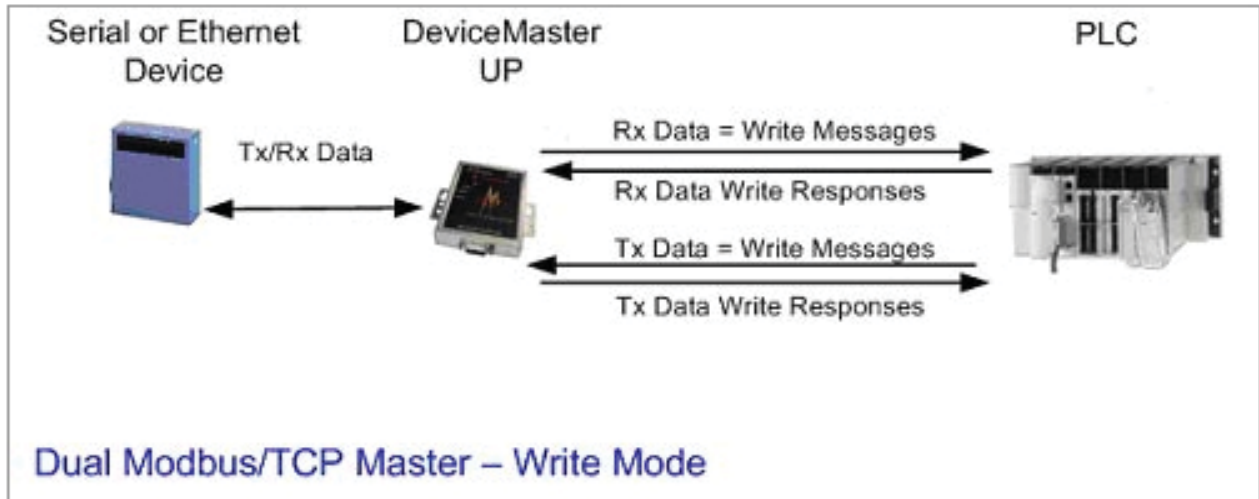 Serial or Ethernet
Device
DeviceMaster
UP
PLC
Tx/Rx Data
Rx Data = Write Messages
Rx Data Write Responses
Tx Data = Write Messages
Tx Data Write Responses
Dual Modbus/TCP Master – Write Mode